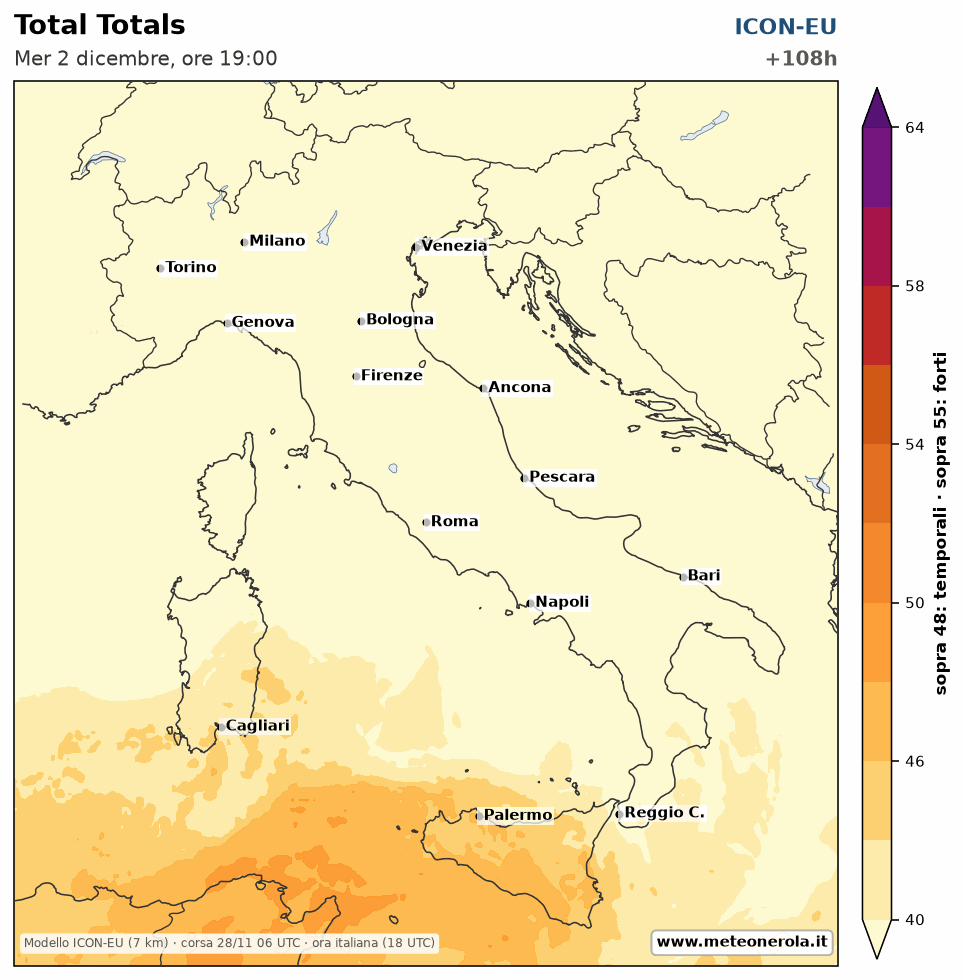 Total Totals
ICON-EU
Mer 2 dicembre, ore 19:00
+108h
Milano
Venezia
Torino
Genova
Bologna
Firenze
Ancona
Pescara
Roma
Bari
Napoli
Cagliari
Palermo
Reggio C.
64
58
54
50
46
40
sopra 48: temporali · sopra 55: forti
Modello ICON-EU (7 km) · corsa 28/11 06 UTC · ora italiana (18 UTC)
www.meteonerola.it